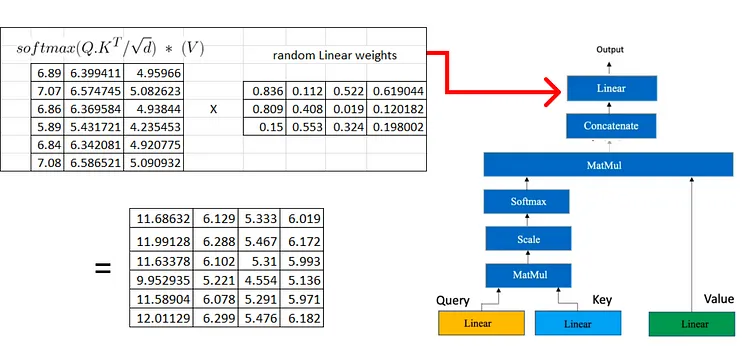 softmax(Q.K^T/√d) * (V)
random Linear weights
6.89 6.399411 4.95966
7.07 6.574745 5.082623
6.86 6.369584 4.93844
5.89 5.431721 4.235453
6.84 6.342081 4.920775
7.08 6.586521 5.090932
x
0.836 0.112 0.522 0.619044
0.809 0.408 0.019 0.120182
0.15 0.553 0.324 0.198002
=
11.68632 6.129 5.333 6.019
11.99128 6.288 5.467 6.172
11.63378 6.102 5.31 5.993
9.952935 5.221 4.554 5.136
11.58904 6.078 5.291 5.971
12.01129 6.299 5.476 6.182
Output
Linear
Concatenate
MatMul
Softmax
Scale
MatMul
Query
Key
Value
Linear
Linear
Linear